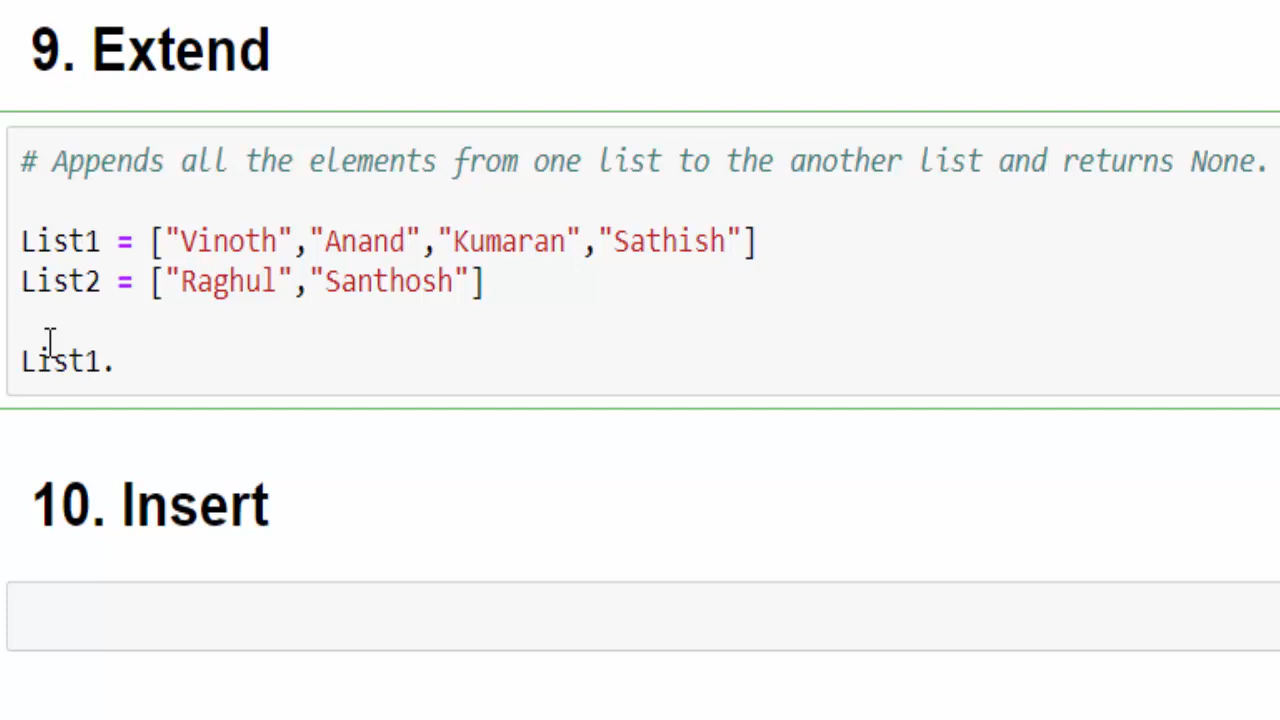 9. Extend
# Appends all the elements from one list to the another list and returns None.
List1 = ["Vinoth","Anand","Kumaran","Sathish"]
List2 = ["Raghul","Santhosh"]
List1.
10. Insert